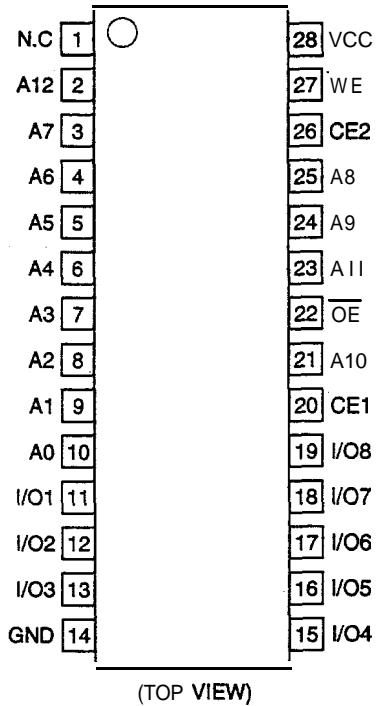 N.C 1 28 VCC
A12 2 27 WE
A7 3 26 CE2
A6 4 25 A8
A5 5 24 A9
A4 6 23 A11
A3 7 22 OE
A2 8 21 A10
A1 9 20 CE1
A0 10 19 I/O8
I/O1 11 18 I/O7
I/O2 12 17 I/O6
I/O3 13 16 I/O5
GND 14 15 I/O4
(TOP VIEW)